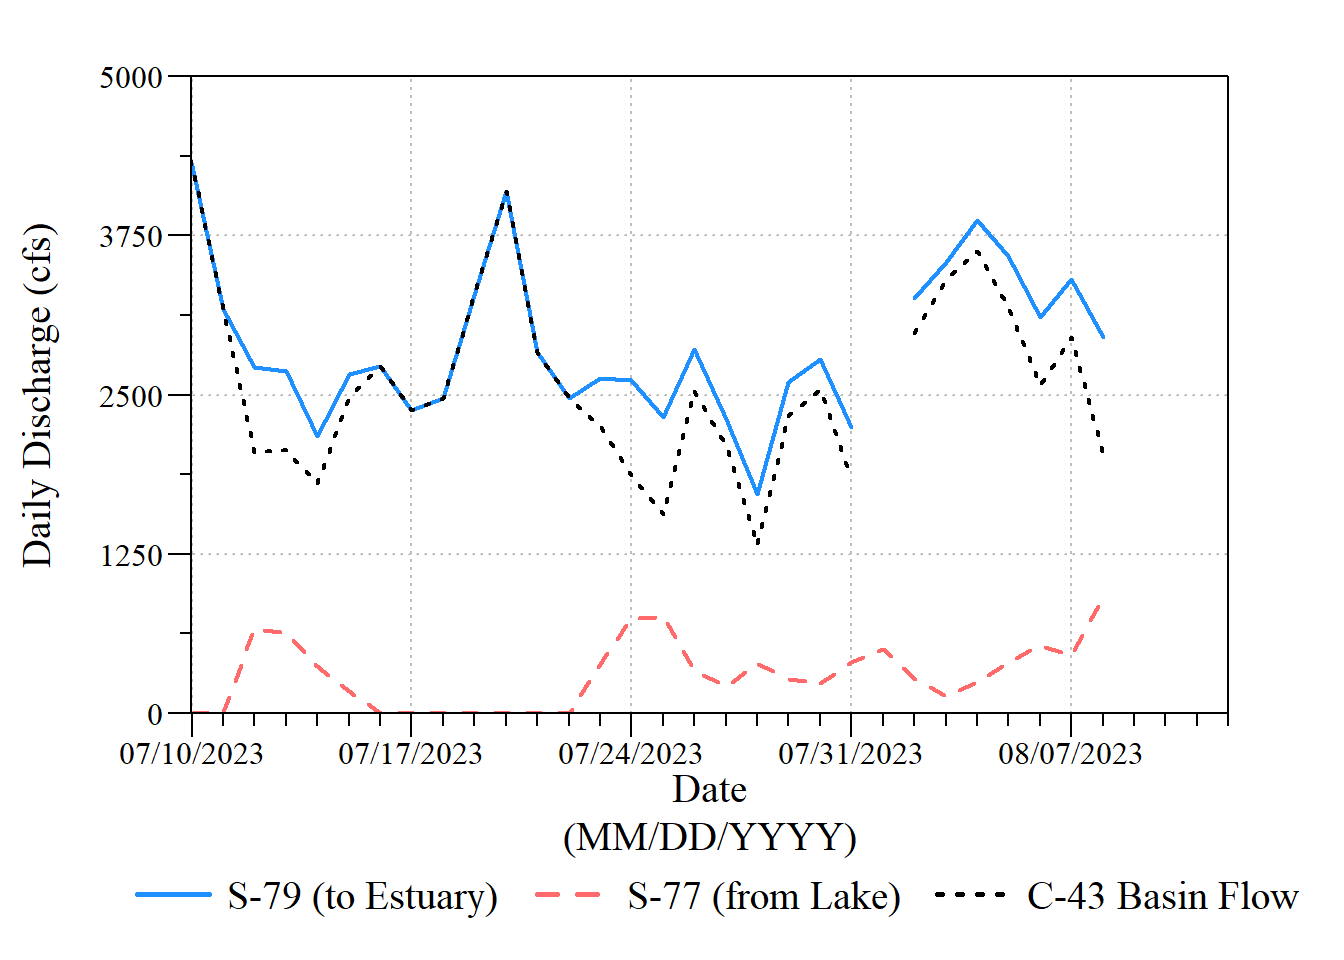 5000
3750
2500
1250
0
Daily Discharge (cfs)
07/10/2023 07/17/2023 07/24/2023 07/31/2023 08/07/2023
Date
(MM/DD/YYYY)
S-79 (to Estuary) S-77 (from Lake) C-43 Basin Flow